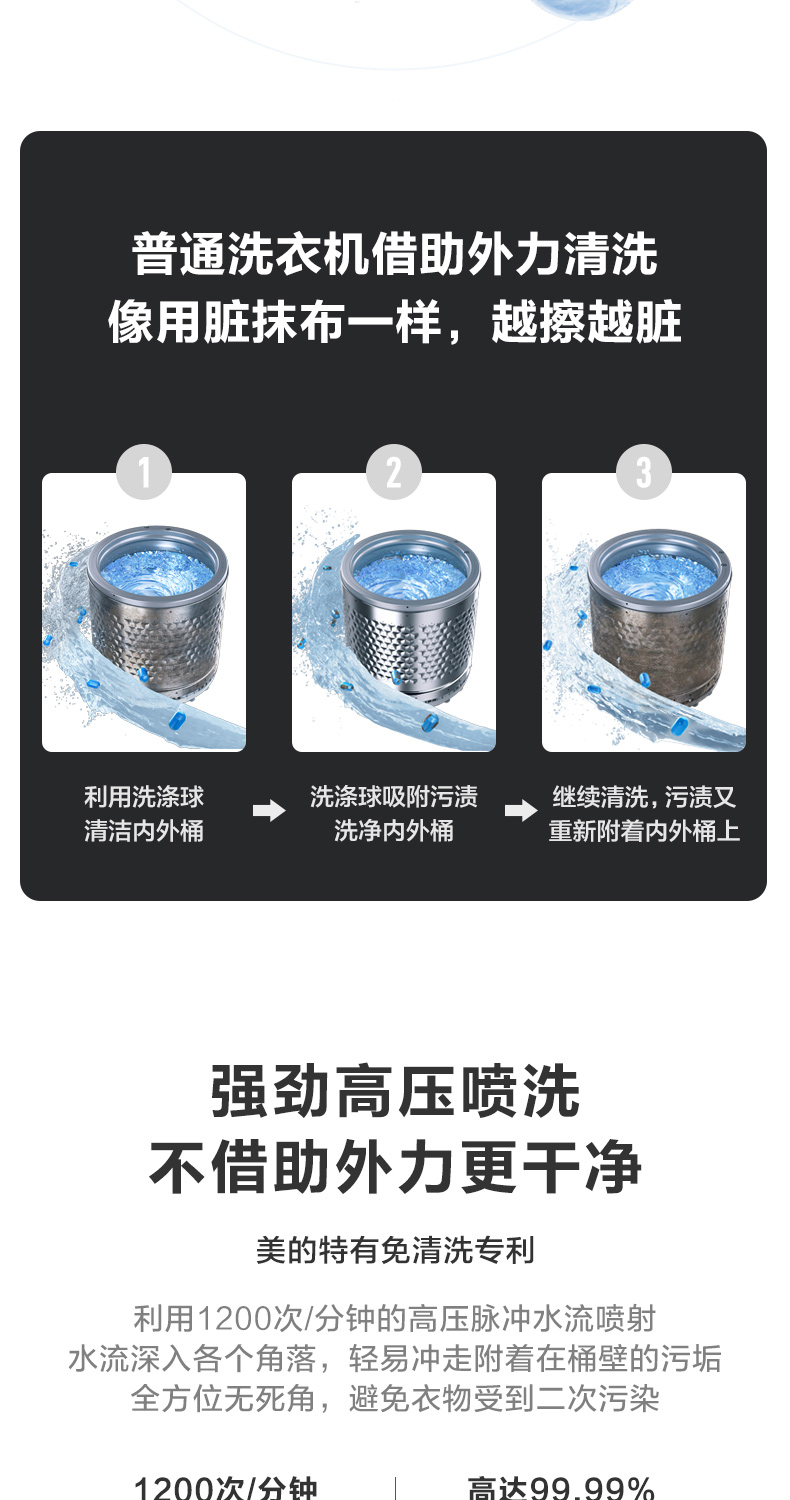 普通洗衣机借助外力清洗
像用脏抹布一样，越擦越脏
1
2
3
利用洗涤球
清洁内外桶
洗涤球吸附污渍
洗净内外桶
继续清洗，污渍又
重新附着内外桶上
强劲高压喷洗
不借助外力更干净
美的特有免清洗专利
利用1200次/分钟的高压脉冲水流喷射
水流深入各个角落，轻易冲走附着在桶壁的污垢
全方位无死角，避免衣物受到二次污染
1200次/分钟
高达99.99%